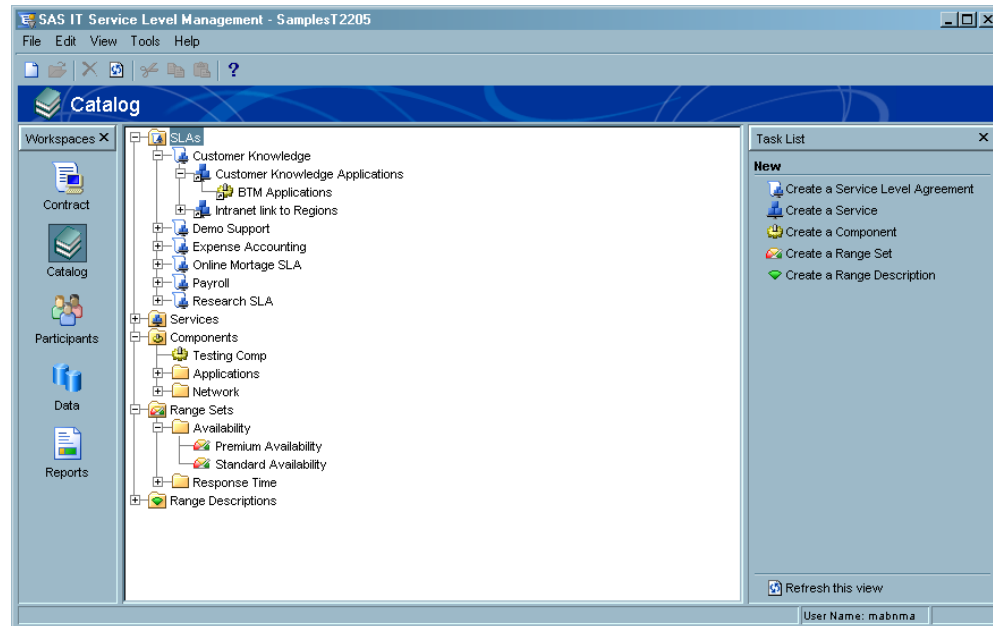 SAS IT Service Level Management - SamplesT2205
File Edit View Tools Help
?
Catalog
Workspaces
Contract
Catalog
Participants
Data
Reports
SLAs
Customer Knowledge
Customer Knowledge Applications
BTM Applications
Intranet link to Regions
Demo Support
Expense Accounting
Online Mortage SLA
Payroll
Research SLA
Services
Components
Testing Comp
Applications
Network
Range Sets
Availability
Premium Availability
Standard Availability
Response Time
Range Descriptions
Task List
New
Create a Service Level Agreement
Create a Service
Create a Component
Create a Range Set
Create a Range Description
Refresh this view
User Name: mabnma